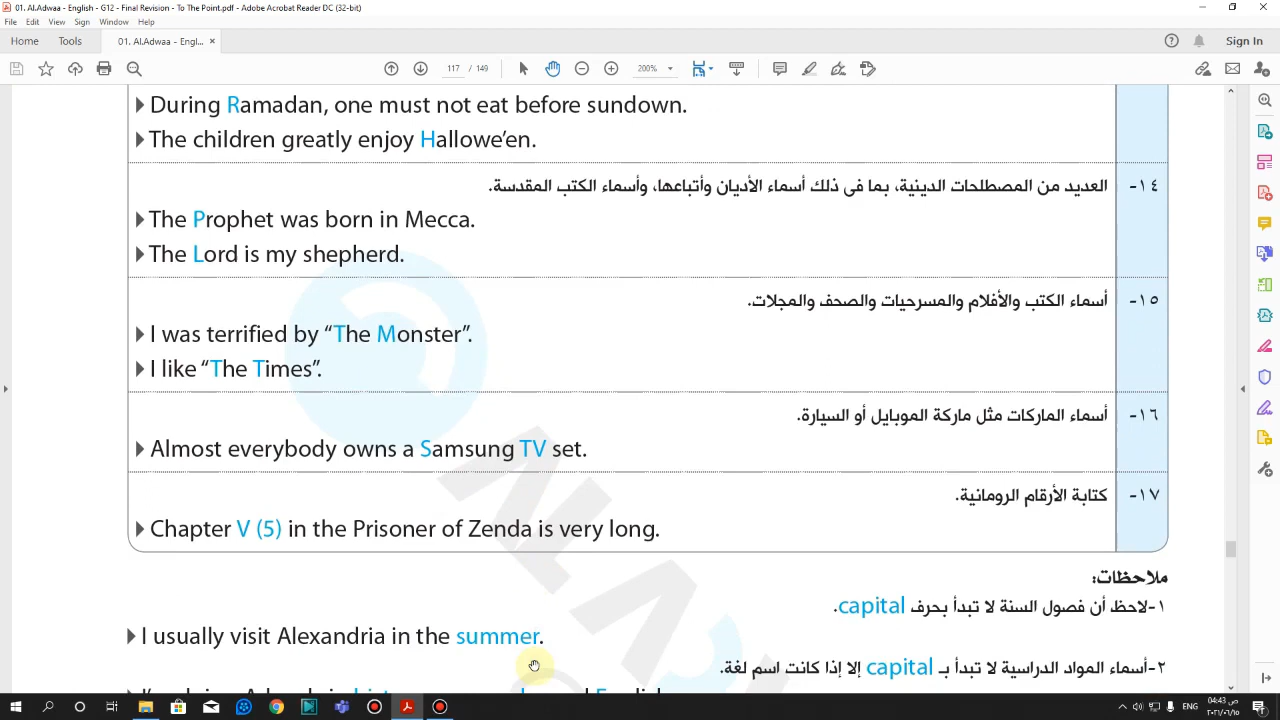 01. Al.Adwaa - English - G12 - Final Revision - To The Point.pdf - Adobe Acrobat Reader DC (32-bit)
File Edit View Sign Window Help
Home Tools 01. Al.Adwaa - Engl... × Sign In
117 / 149 200%
During Ramadan, one must not eat before sundown.
The children greatly enjoy Hallowe'en.
١٤- العديد من المصطلحات الدينية، بما فى ذلك أسماء الأديان وأتباعها، وأسماء الكتب المقدسة.
The Prophet was born in Mecca.
The Lord is my shepherd.
١٥- أسماء الكتب والأفلام والمسرحيات والصحف والمجلات.
I was terrified by “The Monster”.
I like “The Times”.
١٦- أسماء الماركات مثل ماركة الموبايل أو السيارة.
Almost everybody owns a Samsung TV set.
١٧- كتابة الأرقام الرومانية.
Chapter V (5) in the Prisoner of Zenda is very long.
ملاحظات:
١-لاحظ أن فصول السنة لا تبدأ بحرف capital.
I usually visit Alexandria in the summer.
٢-أسماء المواد الدراسية لا تبدأ بـ capital إلا إذا كانت اسم لغة.
ENG ص 04:43
٢٠٢١/٠٦/١٥